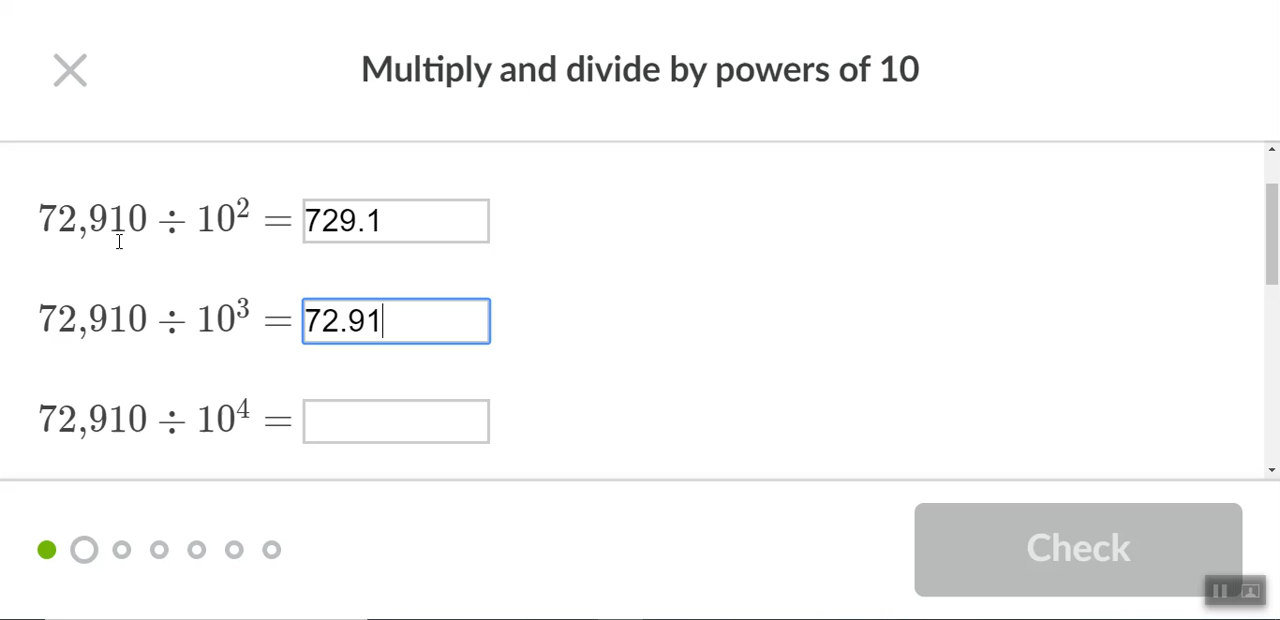 Multiply and divide by powers of 10
72,910 ÷ 10² = 729.1
72,910 ÷ 10³ = 72.91
72,910 ÷ 10⁴ =
Check